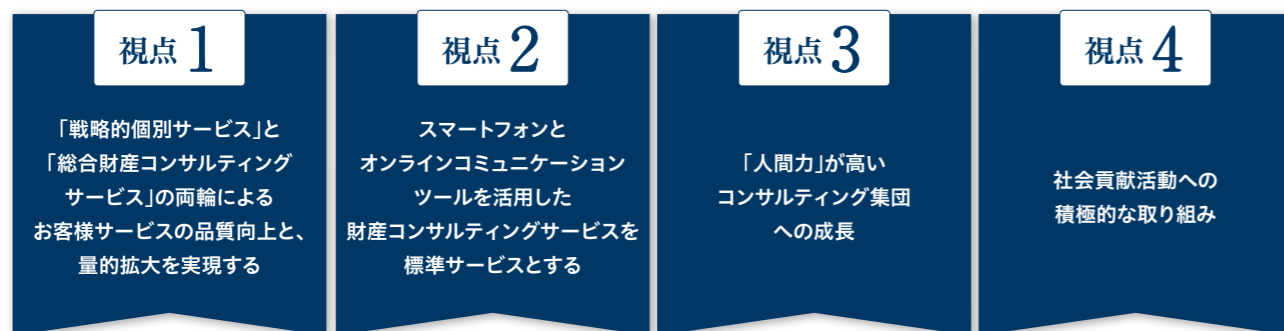 視点1
「戦略的個別サービス」と
「総合財産コンサルティング
サービス」の両輪による
お客様サービスの品質向上と、
量的拡大を実現する
視点2
スマートフォンと
オンラインコミュニケーション
ツールを活用した
財産コンサルティングサービスを
標準サービスとする
視点3
「人間力」が高い
コンサルティング集団
への成長
視点4
社会貢献活動への
積極的な取り組み